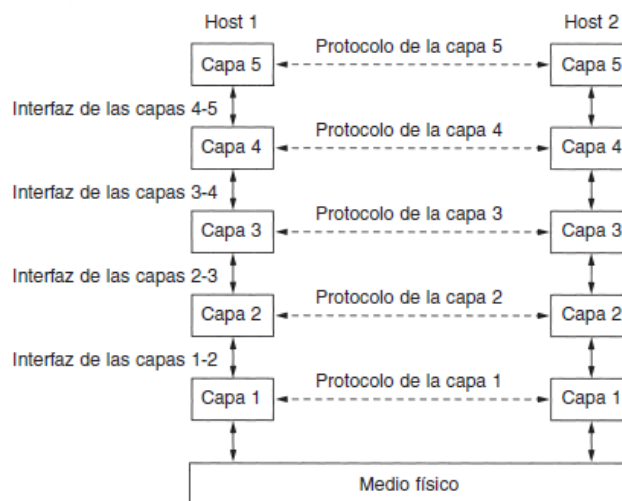 Host 1
Host 2
Capa 5
Protocolo de la capa 5
Capa 5
Interfaz de las capas 4-5
Capa 4
Protocolo de la capa 4
Capa 4
Interfaz de las capas 3-4
Capa 3
Protocolo de la capa 3
Capa 3
Interfaz de las capas 2-3
Capa 2
Protocolo de la capa 2
Capa 2
Interfaz de las capas 1-2
Capa 1
Protocolo de la capa 1
Capa 1
Medio físico